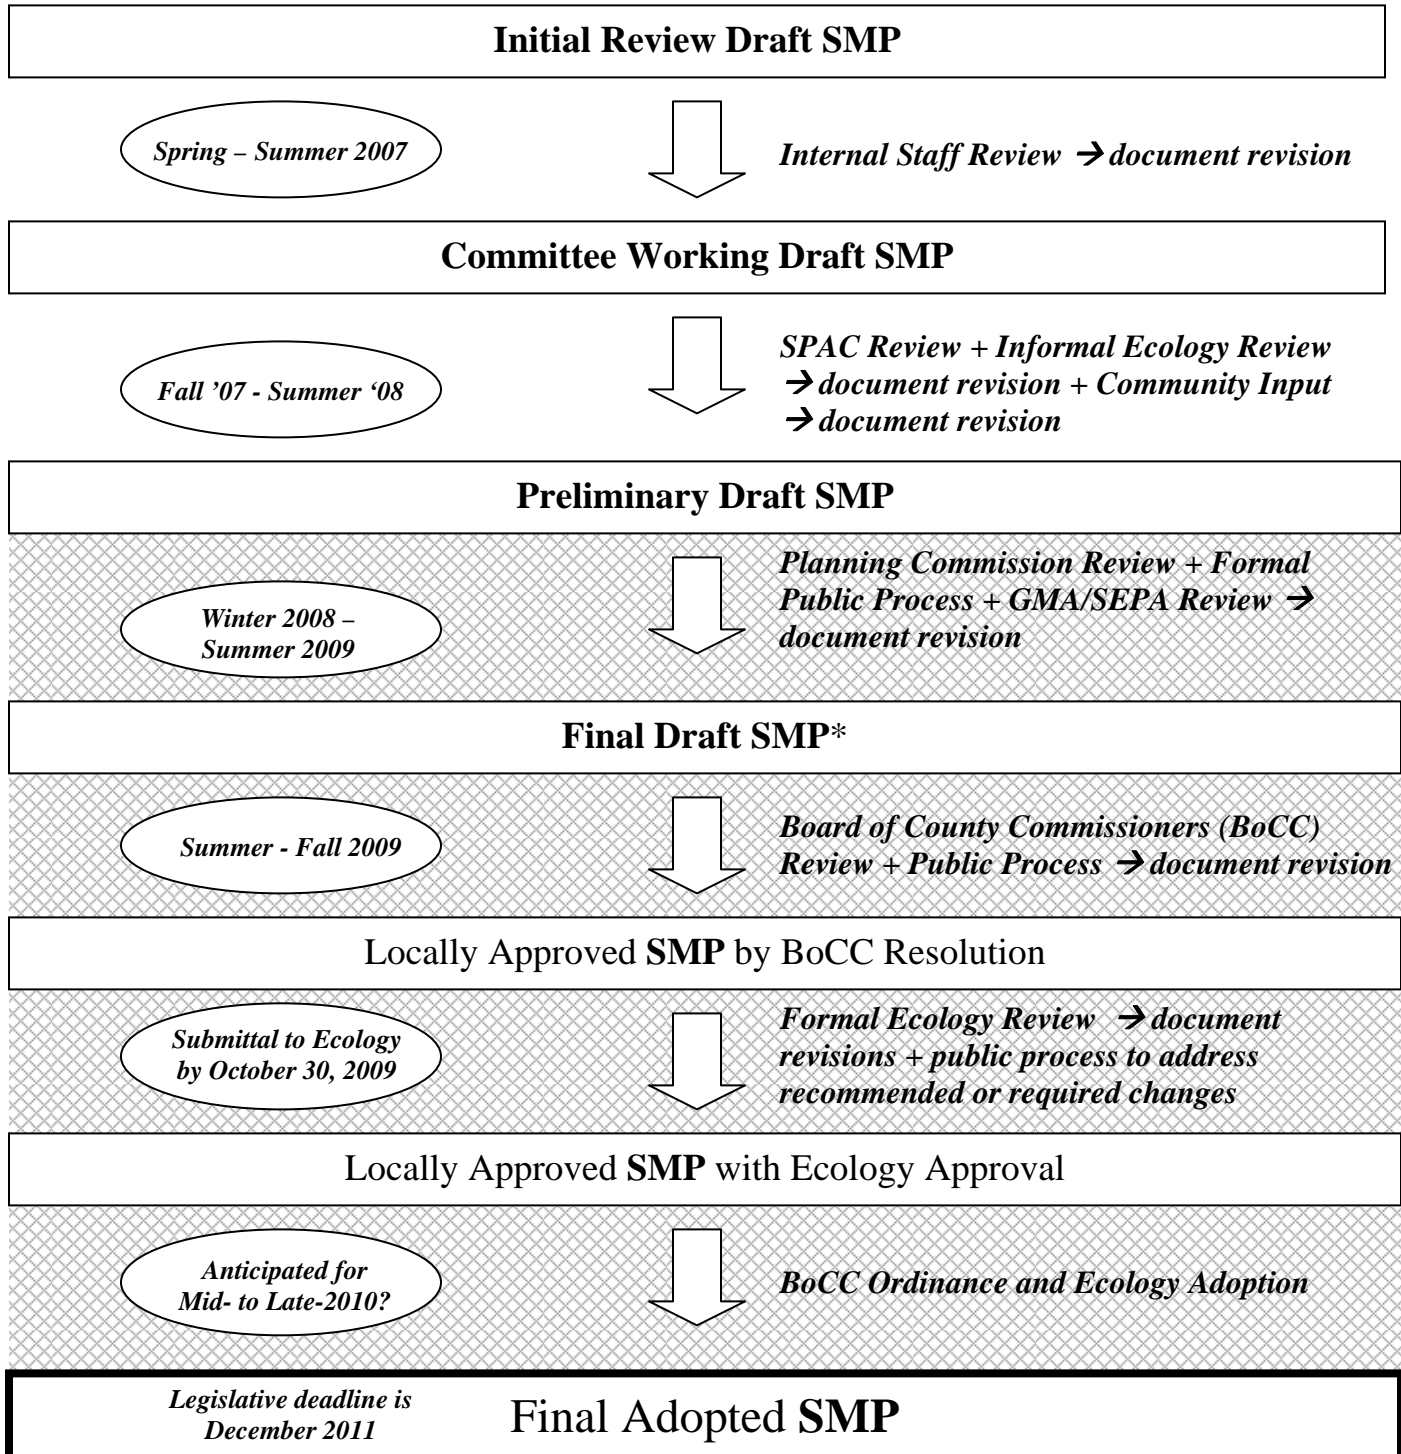 Initial Review Draft SMP
Spring – Summer 2007
Internal Staff Review → document revision
Committee Working Draft SMP
Fall ’07 - Summer ‘08
SPAC Review + Informal Ecology Review
→ document revision + Community Input
→ document revision
Preliminary Draft SMP
Winter 2008 –
Summer 2009
Planning Commission Review + Formal
Public Process + GMA/SEPA Review →
document revision
Final Draft SMP*
Summer - Fall 2009
Board of County Commissioners (BoCC)
Review + Public Process → document revision
Locally Approved SMP by BoCC Resolution
Submittal to Ecology
by October 30, 2009
Formal Ecology Review → document
revisions + public process to address
recommended or required changes
Locally Approved SMP with Ecology Approval
Anticipated for
Mid- to Late-2010?
BoCC Ordinance and Ecology Adoption
Legislative deadline is
December 2011
Final Adopted SMP